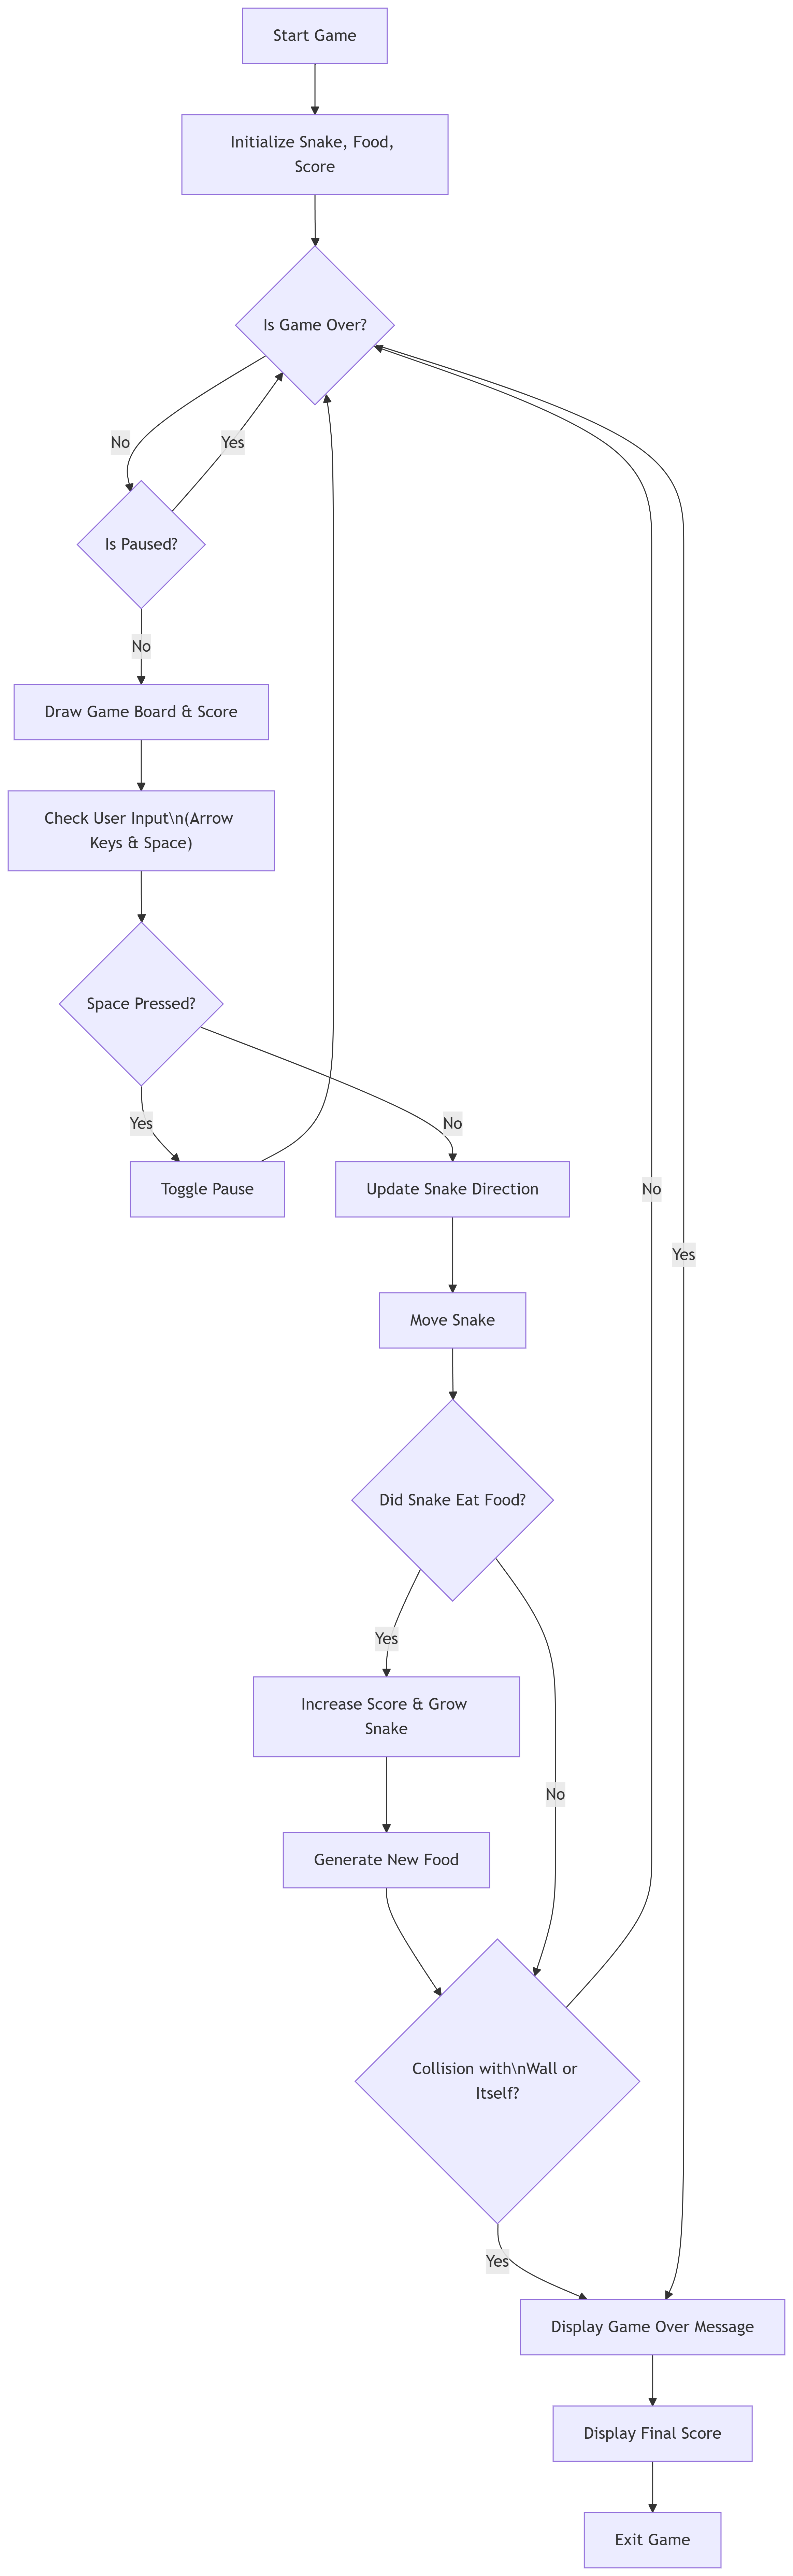 Start Game
Initialize Snake, Food,
Score
Is Game Over?
No
Yes
Is Paused?
No
Draw Game Board & Score
Check User Input\n(Arrow
Keys & Space)
Space Pressed?
Yes
No
Toggle Pause
Update Snake Direction
No
Yes
Move Snake
Did Snake Eat Food?
Yes
Increase Score & Grow
Snake
No
Generate New Food
Collision with\nWall or
Itself?
Yes
Display Game Over Message
Display Final Score
Exit Game